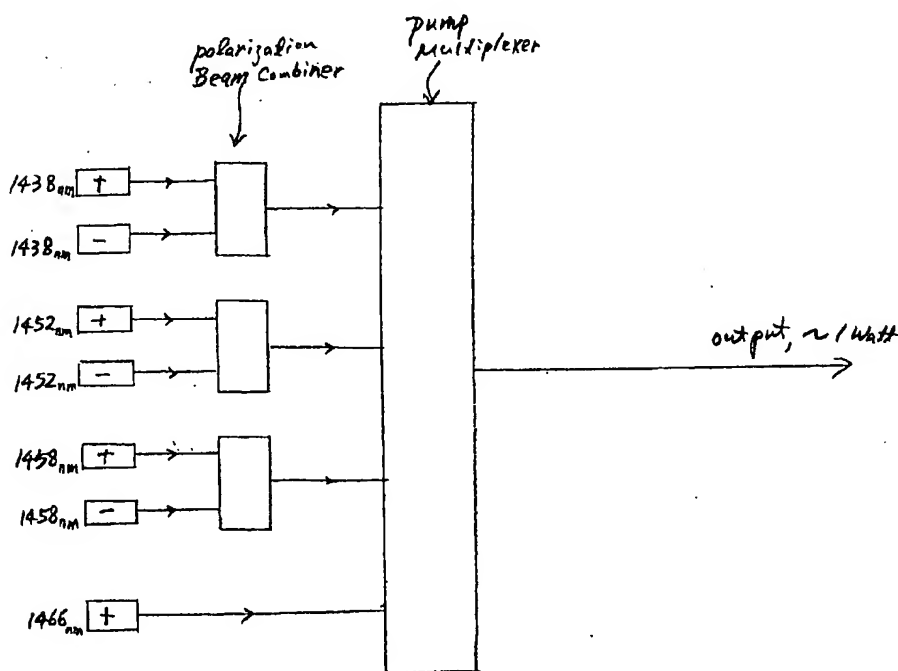 pump
Multiplexer
polarization
Beam Combiner
1438nm +
1438nm -
1452nm +
1452nm -
output, ~ 1 Watt
1458nm +
1458nm -
1466nm +